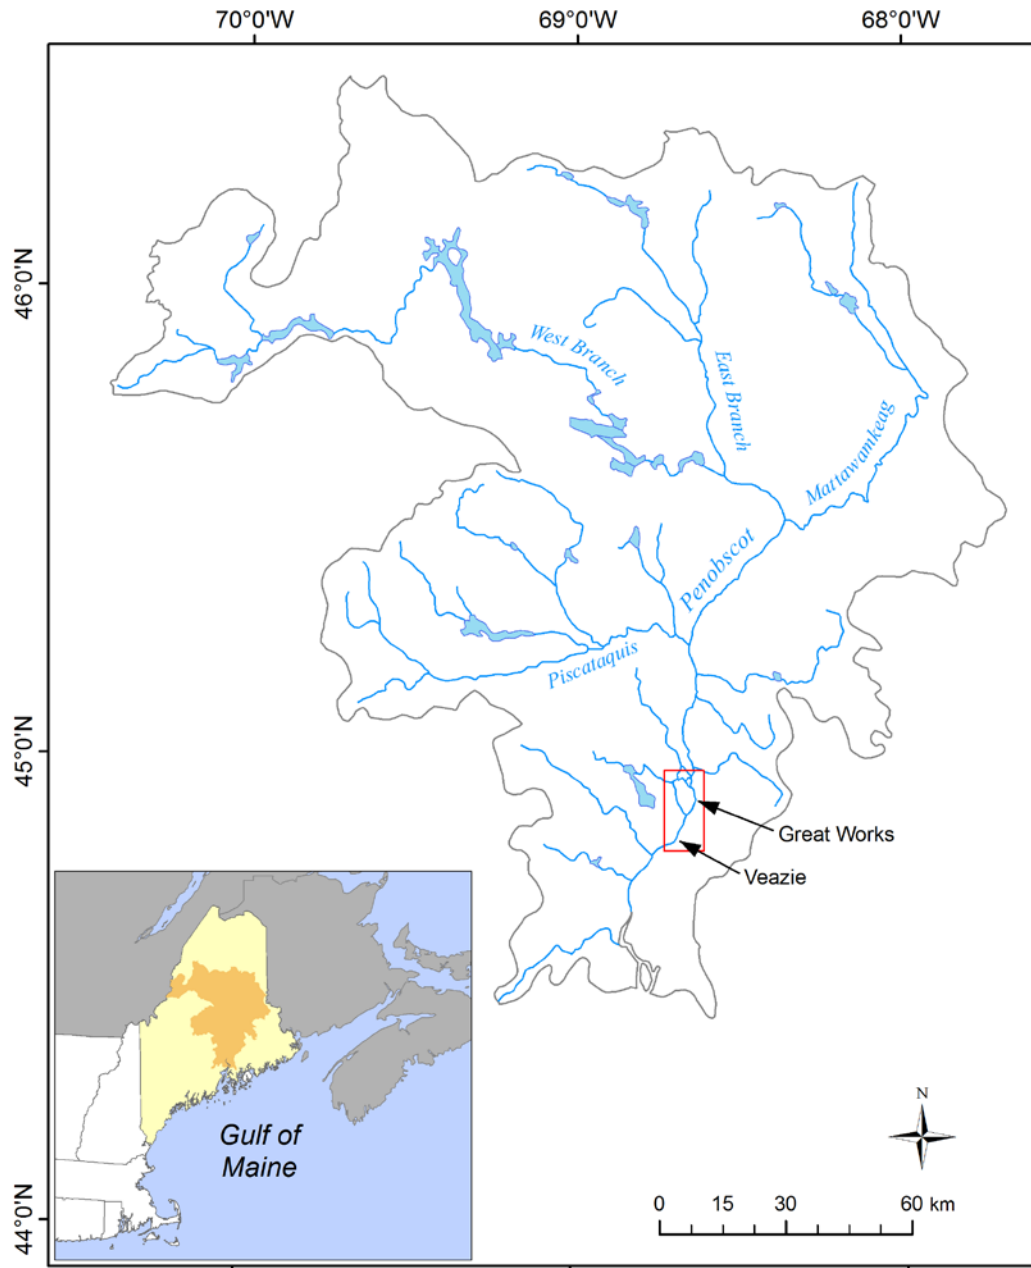 70°0'W
69°0'W
68°0'W
46°0'N
45°0'N
44°0'N
West Branch
East Branch
Mattawamkeag
Penobscot
Piscataquis
Great Works
Veazie
Gulf of
Maine
N
0 15 30 60 km